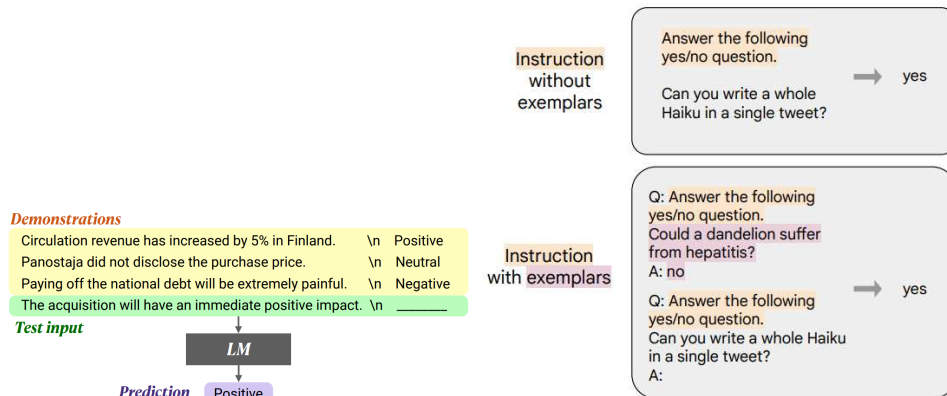 Demonstrations
Circulation revenue has increased by 5% in Finland. \n Positive
Panostaja did not disclose the purchase price. \n Neutral
Paying off the national debt will be extremely painful. \n Negative
The acquisition will have an immediate positive impact. \n ______
Test input
LM
Prediction Positive
Instruction
without
exemplars
Answer the following
yes/no question.
Can you write a whole
Haiku in a single tweet?
yes
Instruction
with exemplars
Q: Answer the following
yes/no question.
Could a dandelion suffer
from hepatitis?
A: no
Q: Answer the following
yes/no question.
Can you write a whole Haiku
in a single tweet?
A:
yes